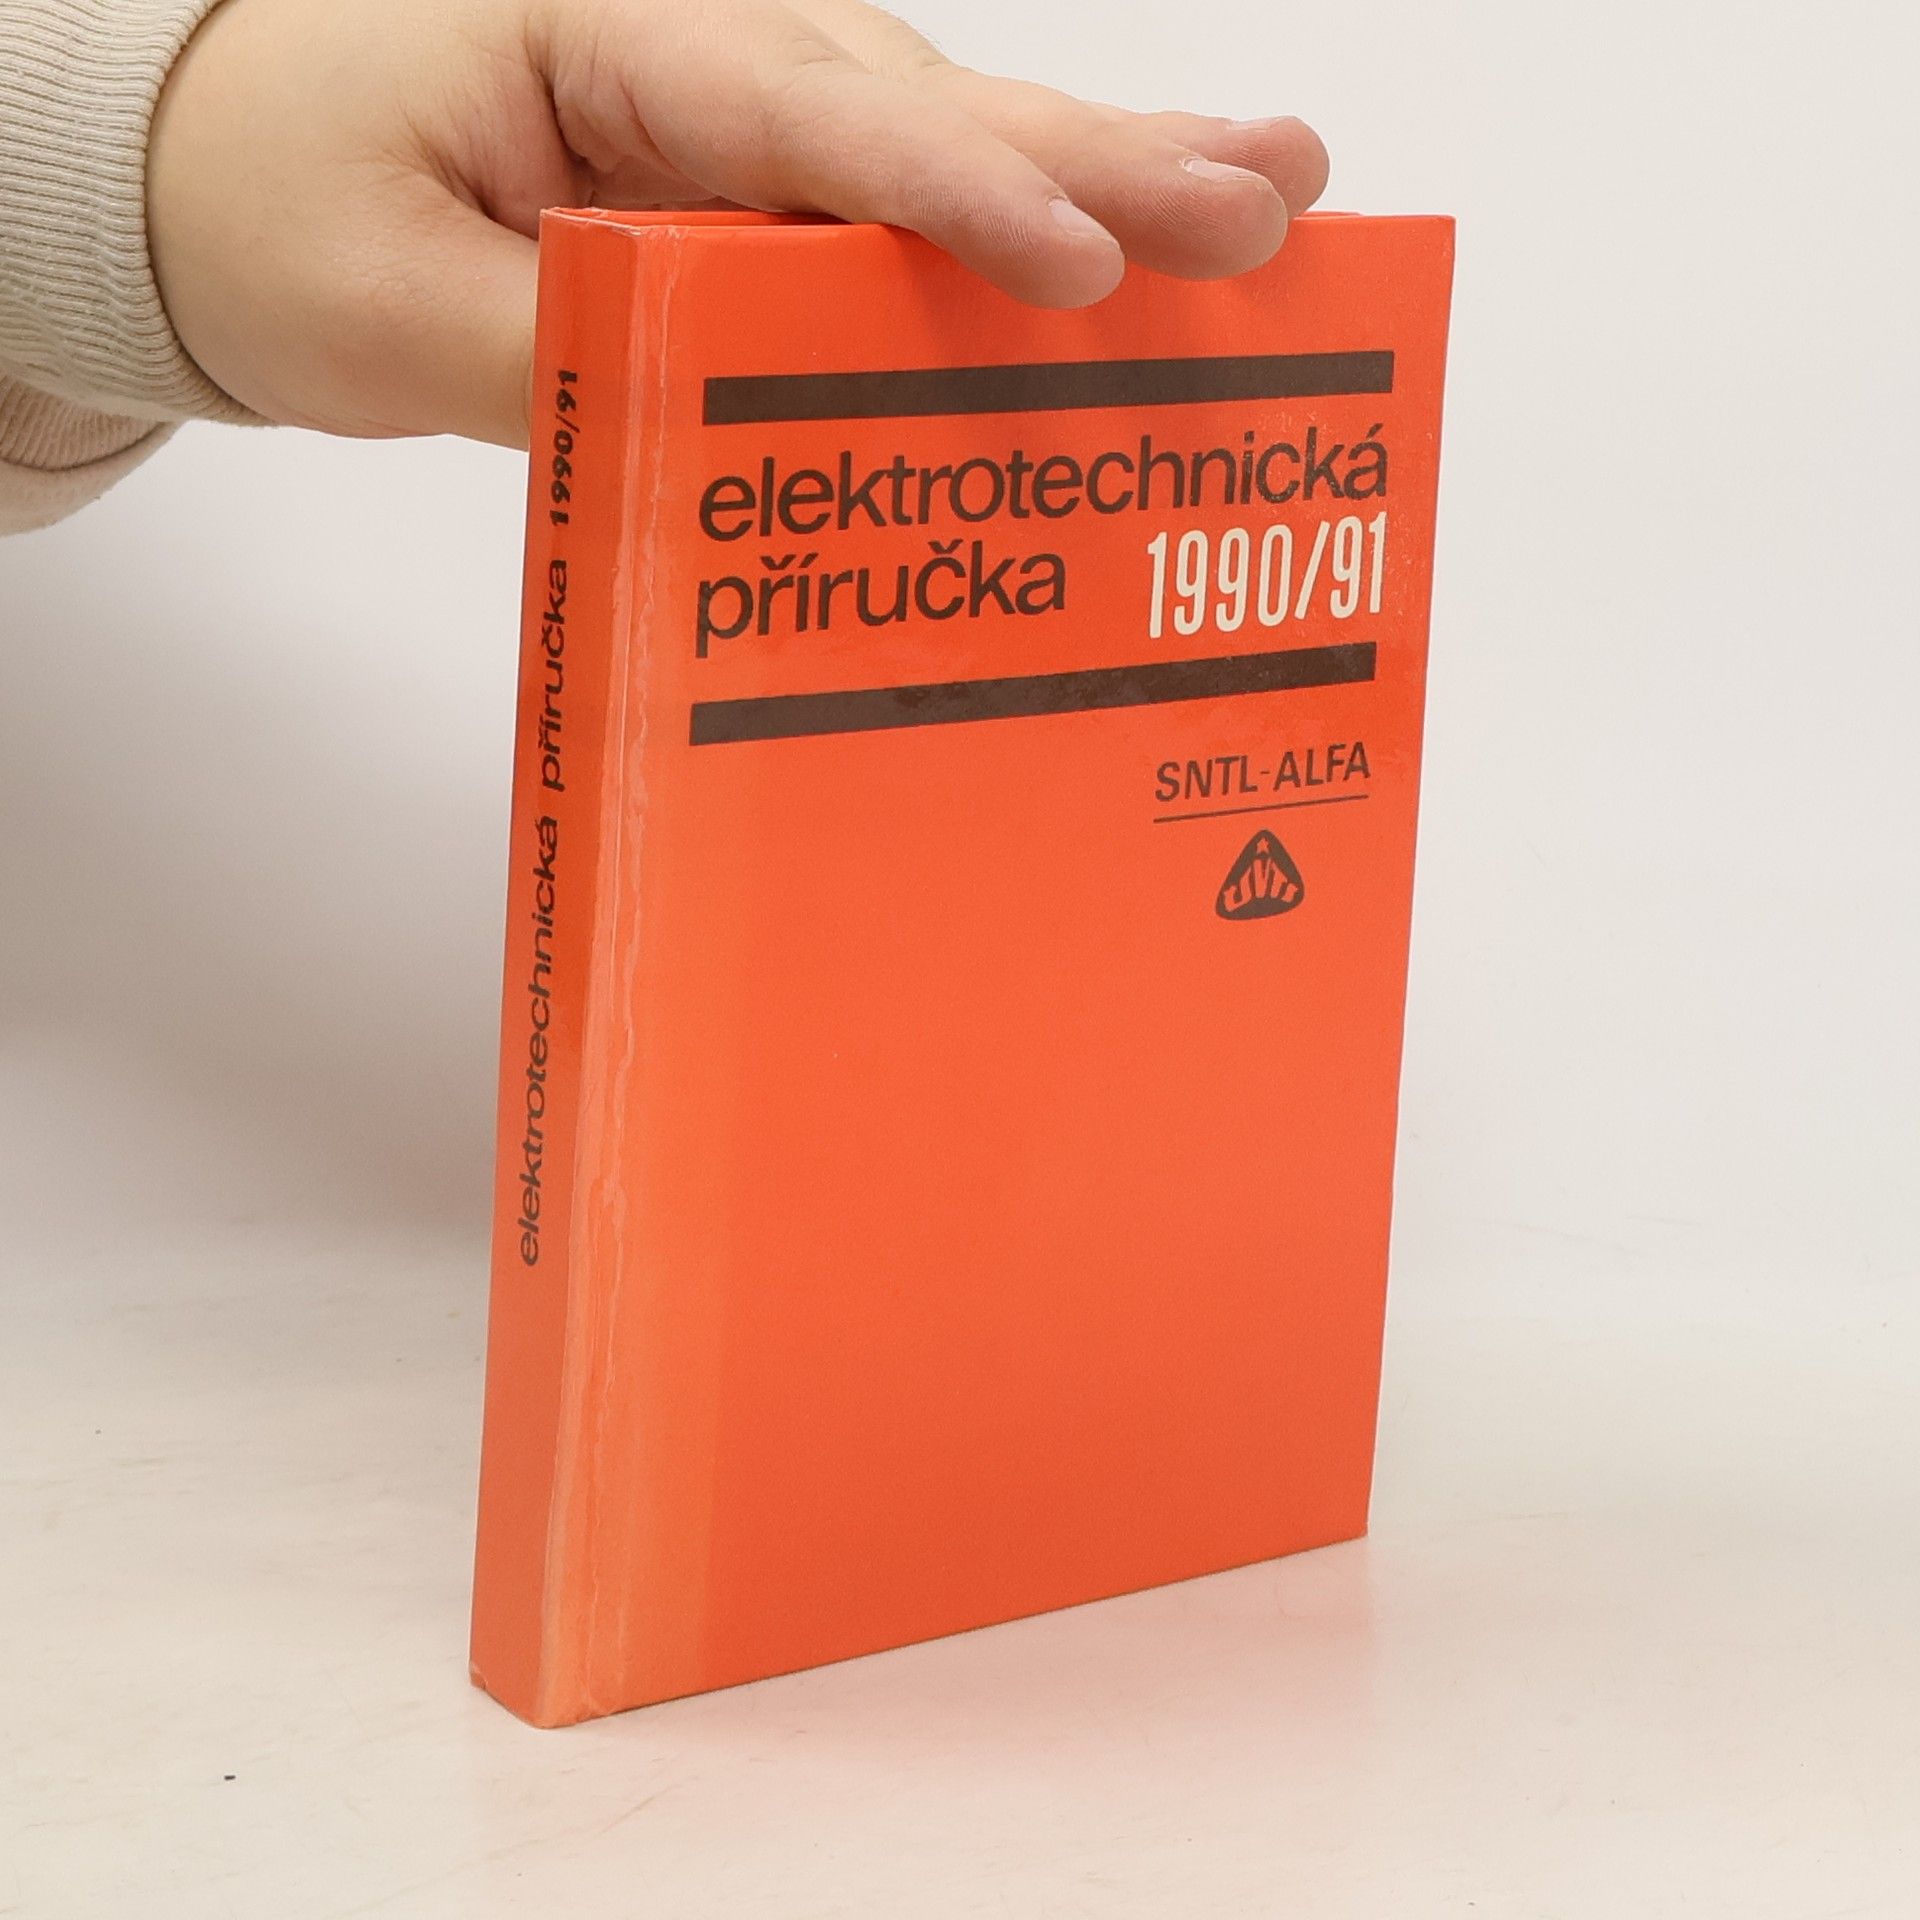 elektrotechnická příručka 1990/91
elektrotechnická
příručka 1990/91
SNTL-ALFA